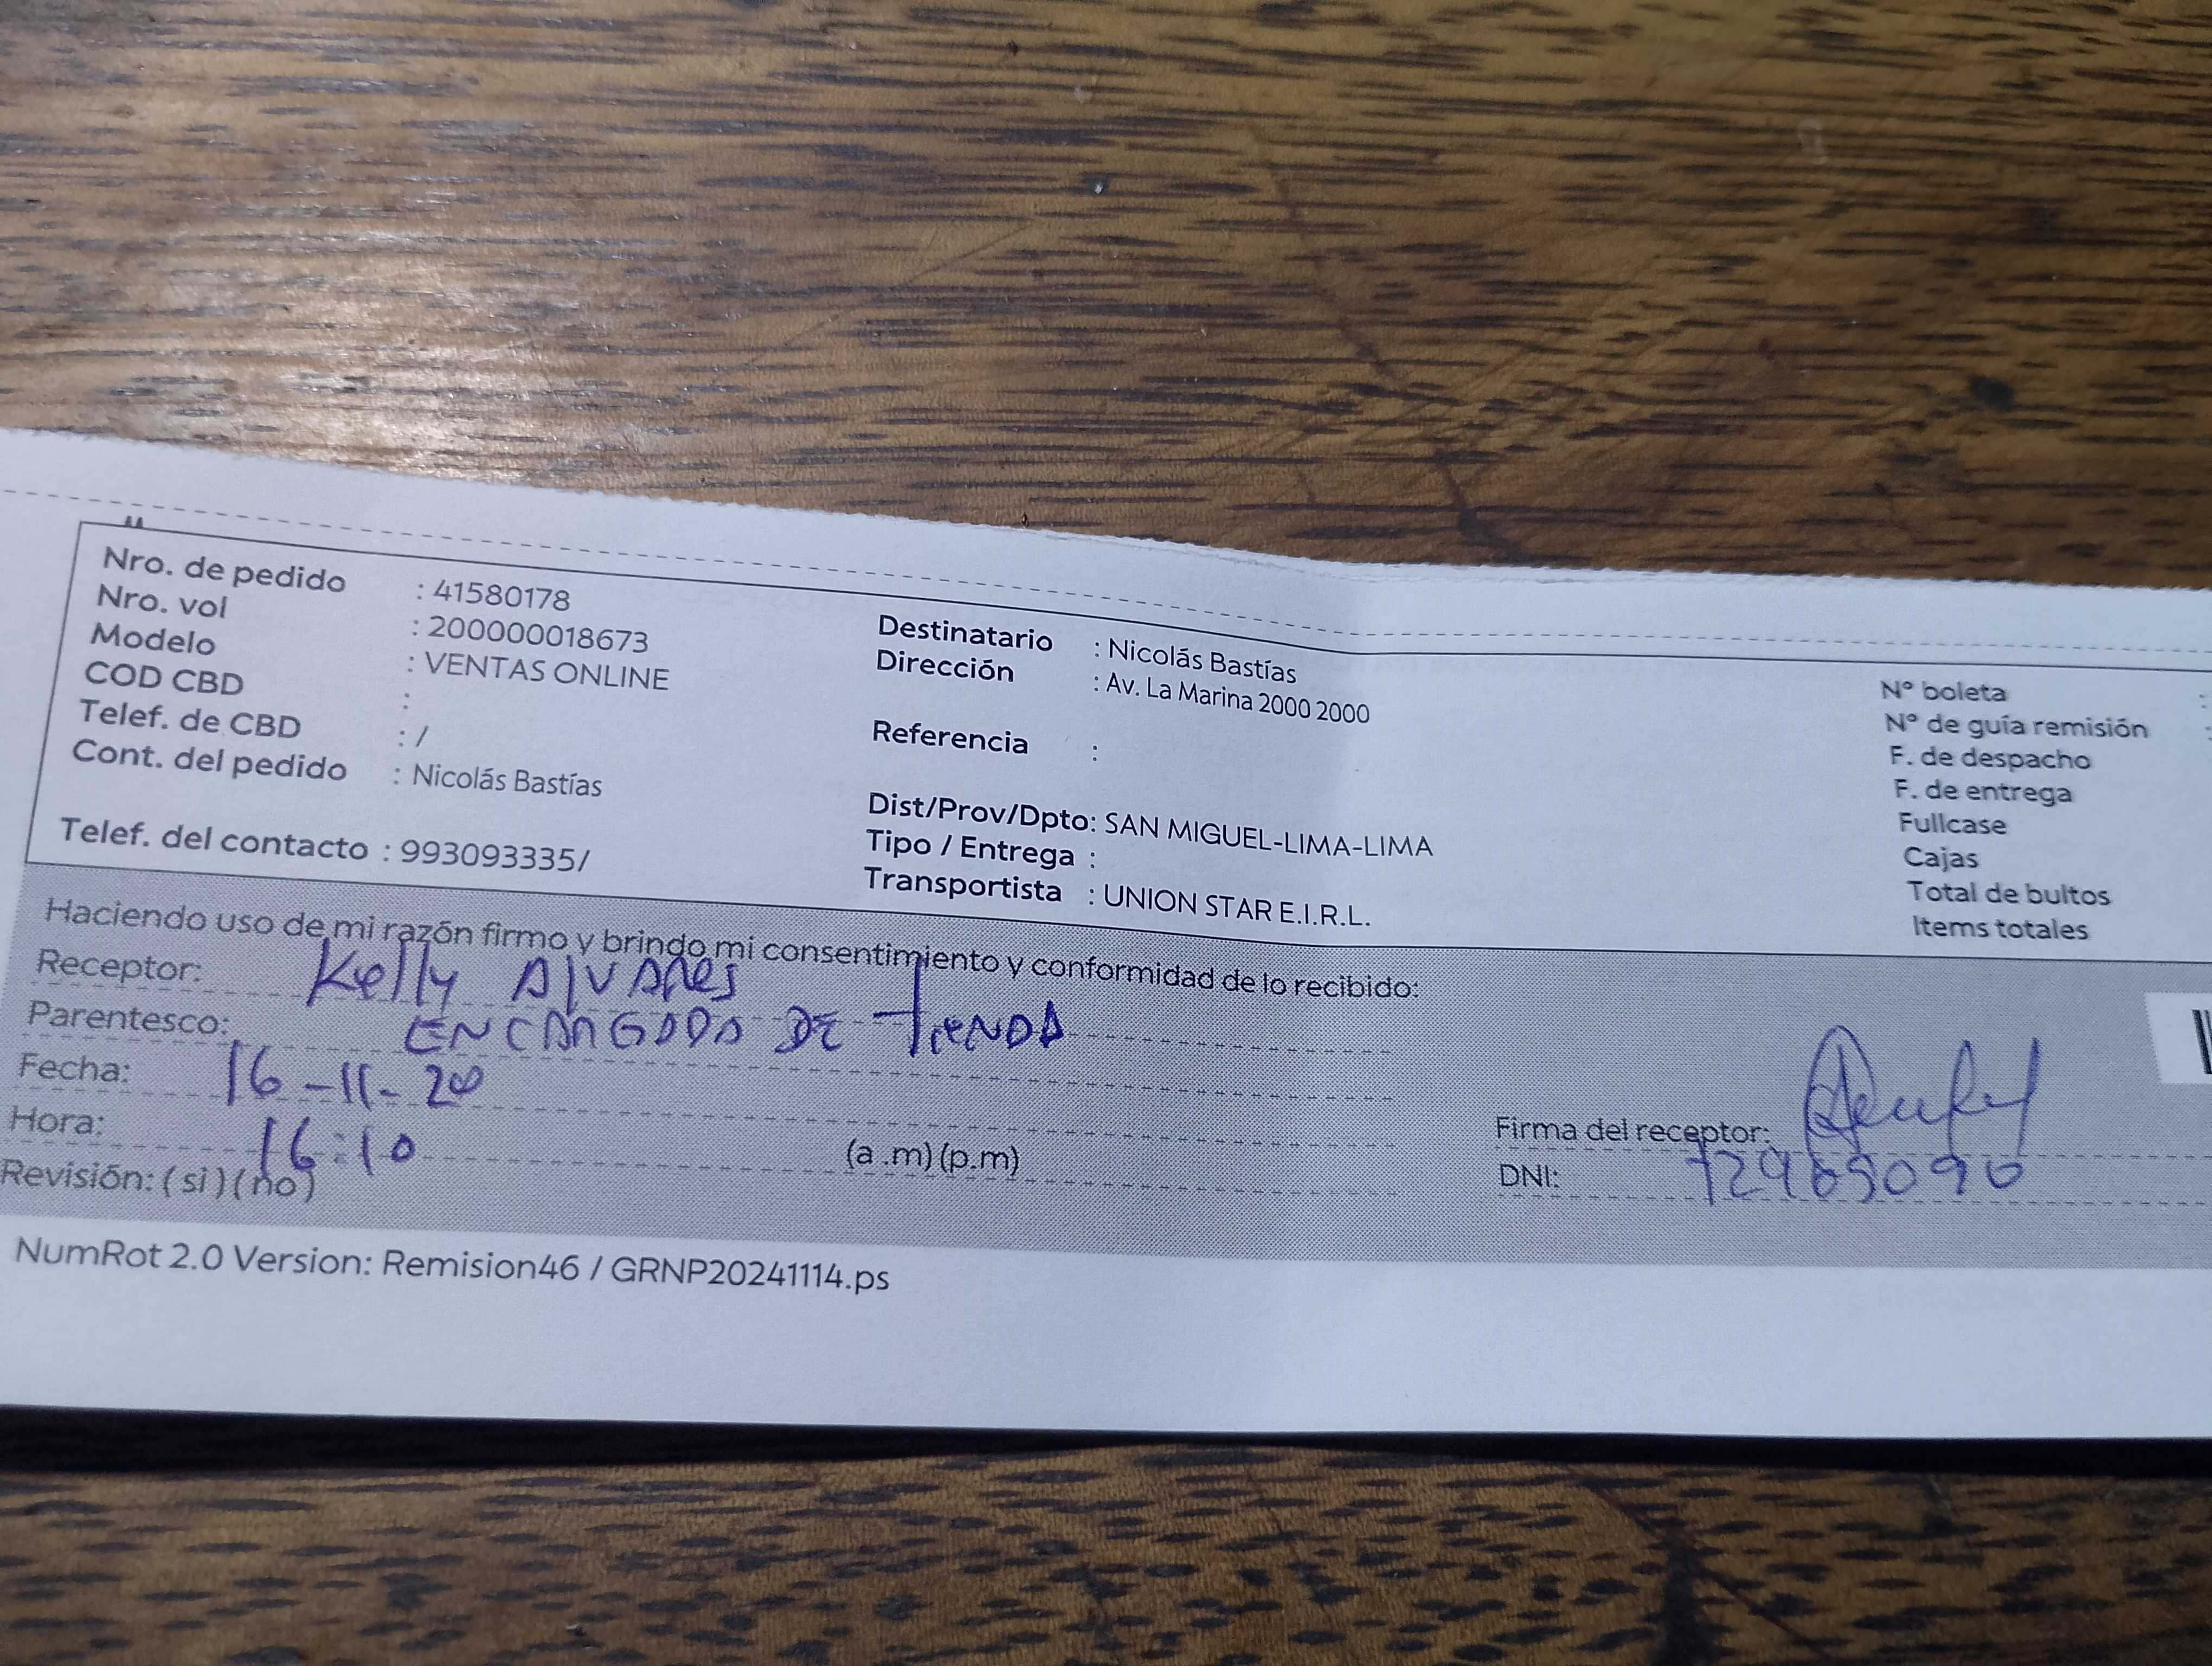 Nro. de pedido : 41580178
Nro. vol : 200000018673
Modelo : VENTAS ONLINE
COD CBD :
Telef. de CBD : /
Cont. del pedido : Nicolás Bastías
Telef. del contacto : 993093335/
Destinatario : Nicolás Bastías
Dirección : Av. La Marina 2000 2000
Referencia :
Dist/Prov/Dpto: SAN MIGUEL-LIMA-LIMA
Tipo / Entrega :
Transportista : UNION STAR E.I.R.L.
N° boleta :
N° de guía remisión :
F. de despacho
F. de entrega
Fullcase
Cajas
Total de bultos
Items totales
Haciendo uso de mi razón firmo y brindo mi consentimiento y conformidad de lo recibido:
Receptor: Kelly Alvares
Parentesco: ENCARGADA DE TIENDA
Fecha: 16-11-20
Hora: 16:10 (a .m) (p.m)
Revisión: ( si ) ( no )
Firma del receptor:
DNI:
NumRot 2.0 Version: Remision46 / GRNP20241114.ps